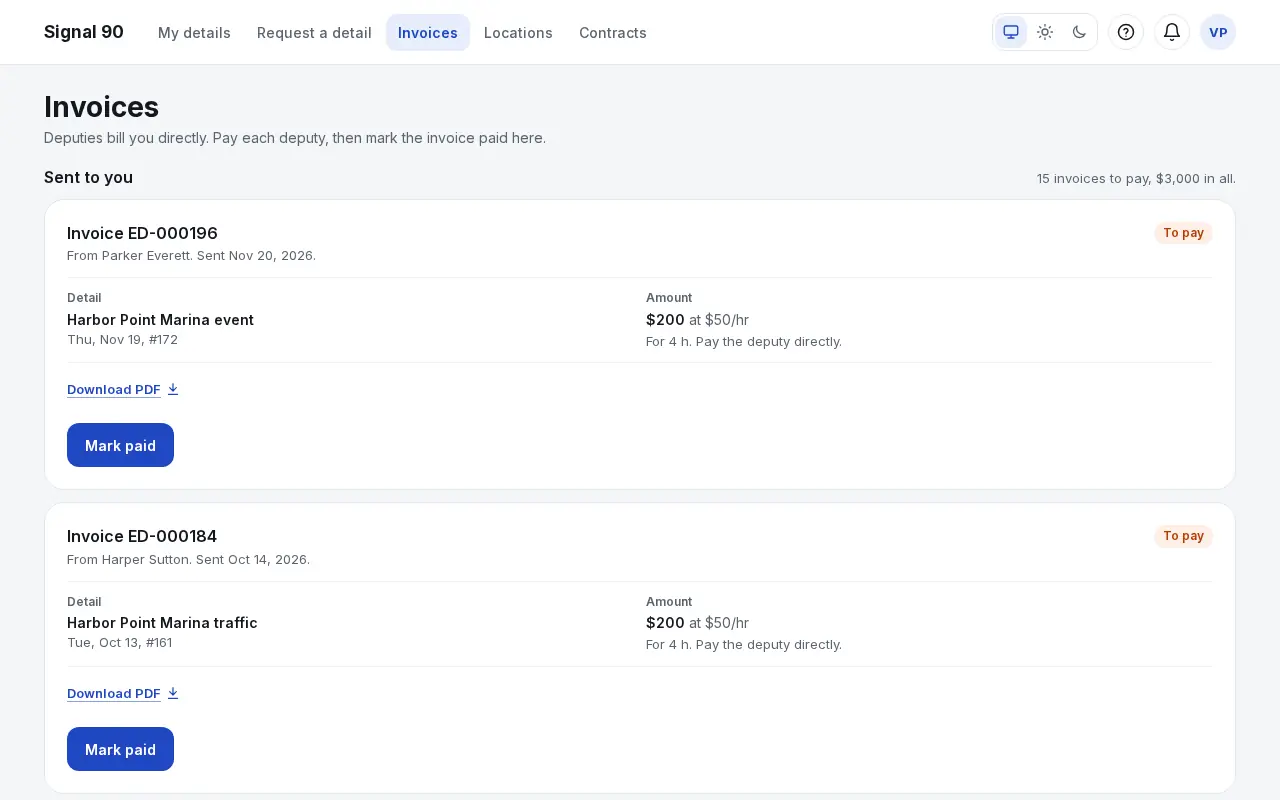 Signal 90
My details
Request a detail
Invoices
Locations
Contracts
VP
Invoices
Deputies bill you directly. Pay each deputy, then mark the invoice paid here.
Sent to you
15 invoices to pay, $3,000 in all.
Invoice ED-000196
To pay
From Parker Everett. Sent Nov 20, 2026.
Detail
Amount
Harbor Point Marina event
$200 at $50/hr
Thu, Nov 19, #172
For 4 h. Pay the deputy directly.
Download PDF
Mark paid
Invoice ED-000184
To pay
From Harper Sutton. Sent Oct 14, 2026.
Detail
Amount
Harbor Point Marina traffic
$200 at $50/hr
Tue, Oct 13, #161
For 4 h. Pay the deputy directly.
Download PDF
Mark paid